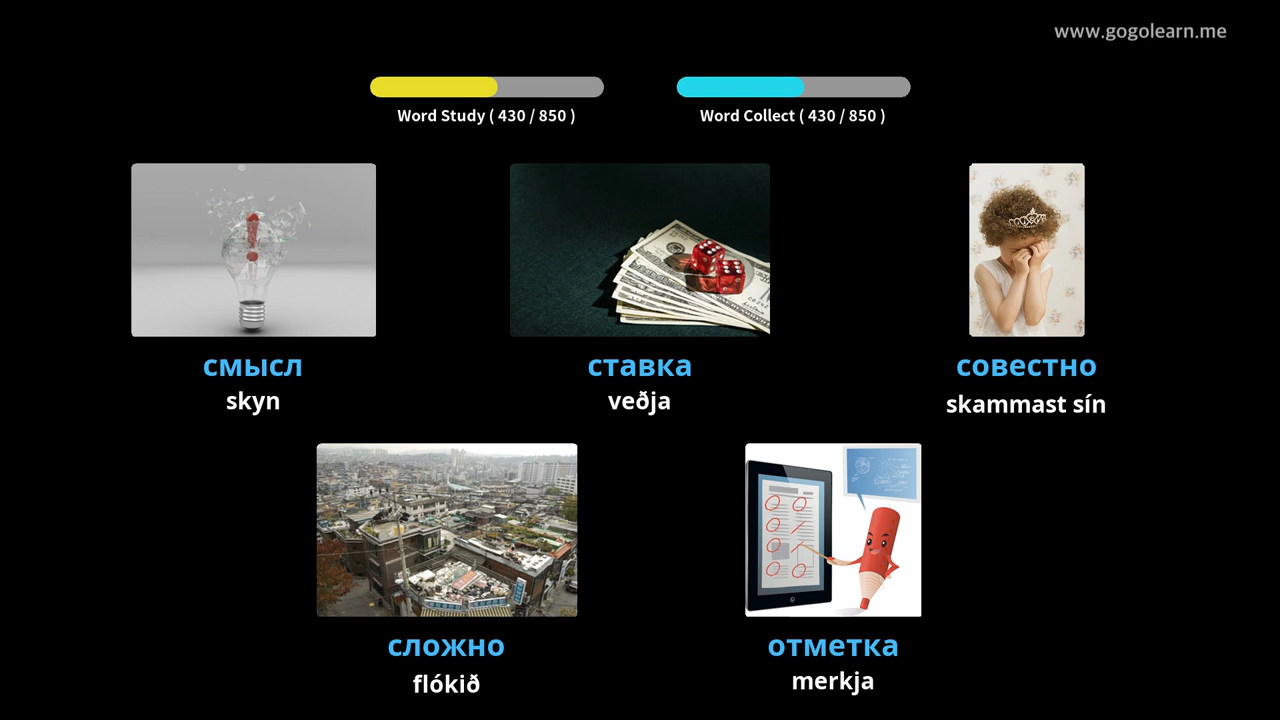 www.gogolearn.me
Word Study ( 430 / 850 )
Word Collect ( 430 / 850 )
смысл
skyn
ставка
veðja
совестно
skammast sín
сложно
flókið
отметка
merkja